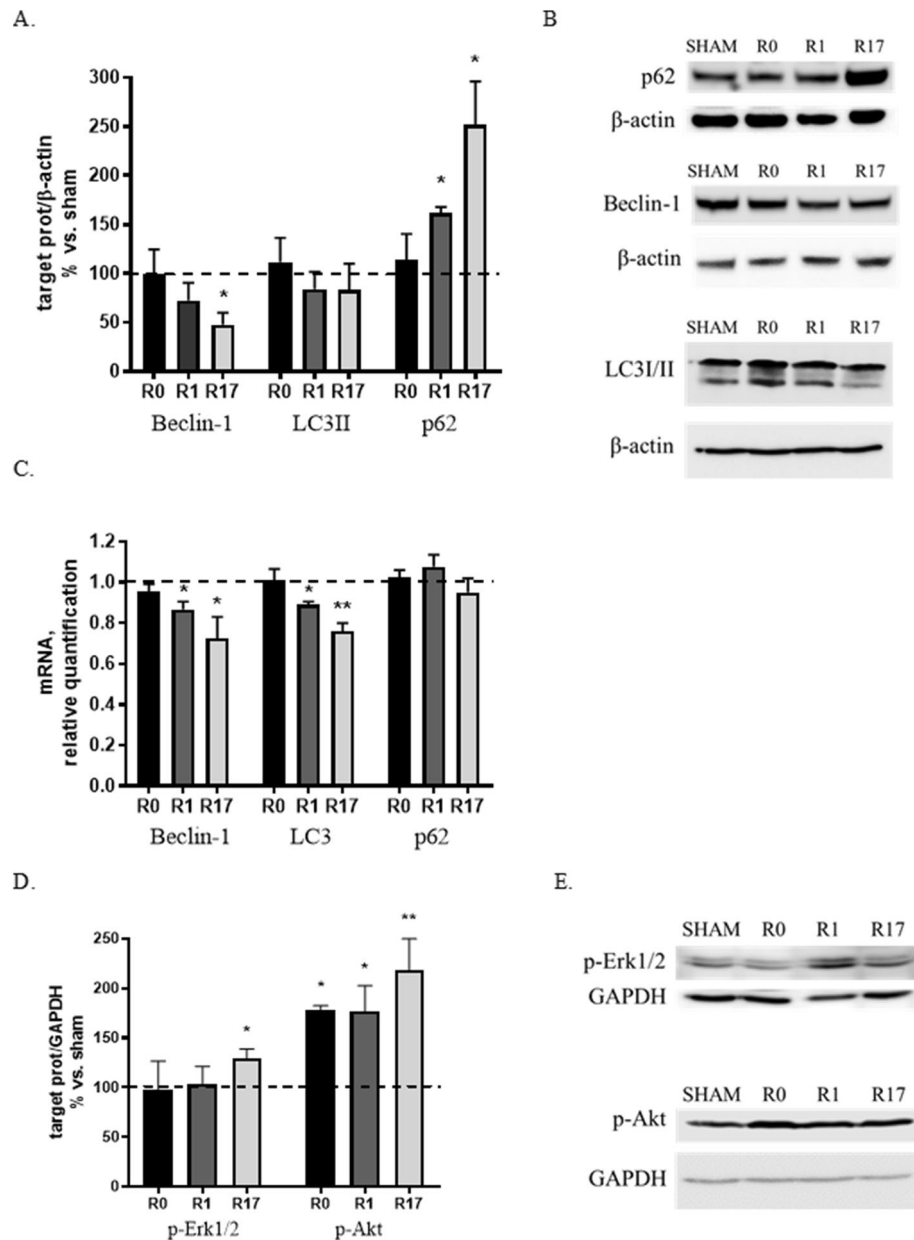 A.
target prot/β-actin
% vs. sham
300
250
200
150
100
50
0
*
*
*
R0 R1 R17 R0 R1 R17 R0 R1 R17
Beclin-1 LC3II p62
B
SHAM R0 R1 R17
p62
β-actin
SHAM R0 R1 R17
Beclin-1
β-actin
SHAM R0 R1 R17
LC3I/II
β-actin
C.
mRNA,
relative quantification
1.2
1.0
0.8
0.6
0.4
0.2
0.0
* * * **
R0 R1 R17 R0 R1 R17 R0 R1 R17
Beclin-1 LC3 p62
D.
target prot/GAPDH
% vs. sham
250
200
150
100
50
0
* * * **
R0 R1 R17 R0 R1 R17
p-Erk1/2 p-Akt
E.
SHAM R0 R1 R17
p-Erk1/2
GAPDH
SHAM R0 R1 R17
p-Akt
GAPDH